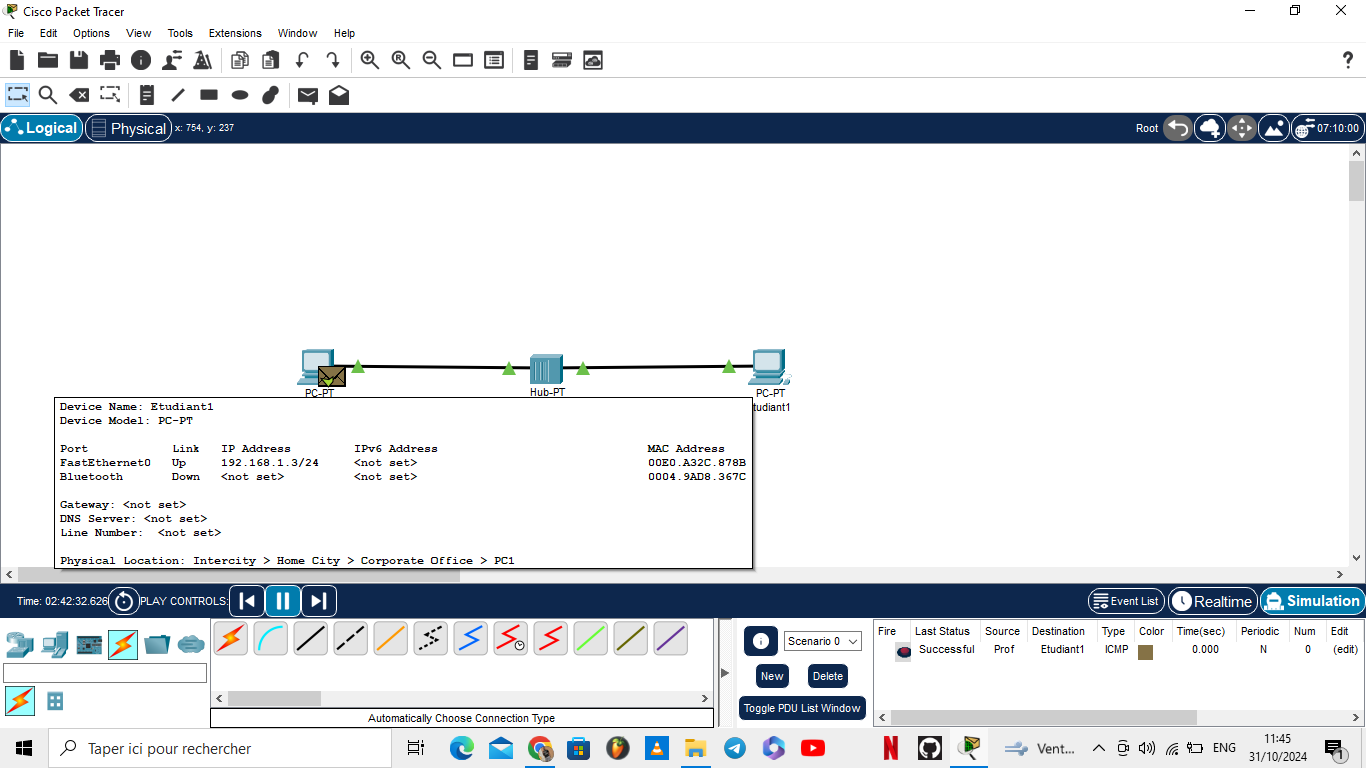 Cisco Packet Tracer
File Edit Options View Tools Extensions Window Help
Logical Physical x: 754, y: 237 Root 07:10:00
PC-PT Hub-PT PC-PT
tudiant1
Device Name: Etudiant1
Device Model: PC-PT
Port Link IP Address IPv6 Address MAC Address
FastEthernet0 Up 192.168.1.3/24 <not set> 00E0.A32C.878B
Bluetooth Down <not set> <not set> 0004.9AD8.367C
Gateway: <not set>
DNS Server: <not set>
Line Number: <not set>
Physical Location: Intercity > Home City > Corporate Office > PC1
Time: 02:42:32.626 PLAY CONTROLS: Event List Realtime Simulation
Scenario 0
New Delete
Toggle PDU List Window
Fire Last Status Source Destination Type Color Time(sec) Periodic Num Edit
Successful Prof Etudiant1 ICMP 0.000 N 0 (edit)
Automatically Choose Connection Type
Taper ici pour rechercher Vent... ENG 11:45
31/10/2024 1